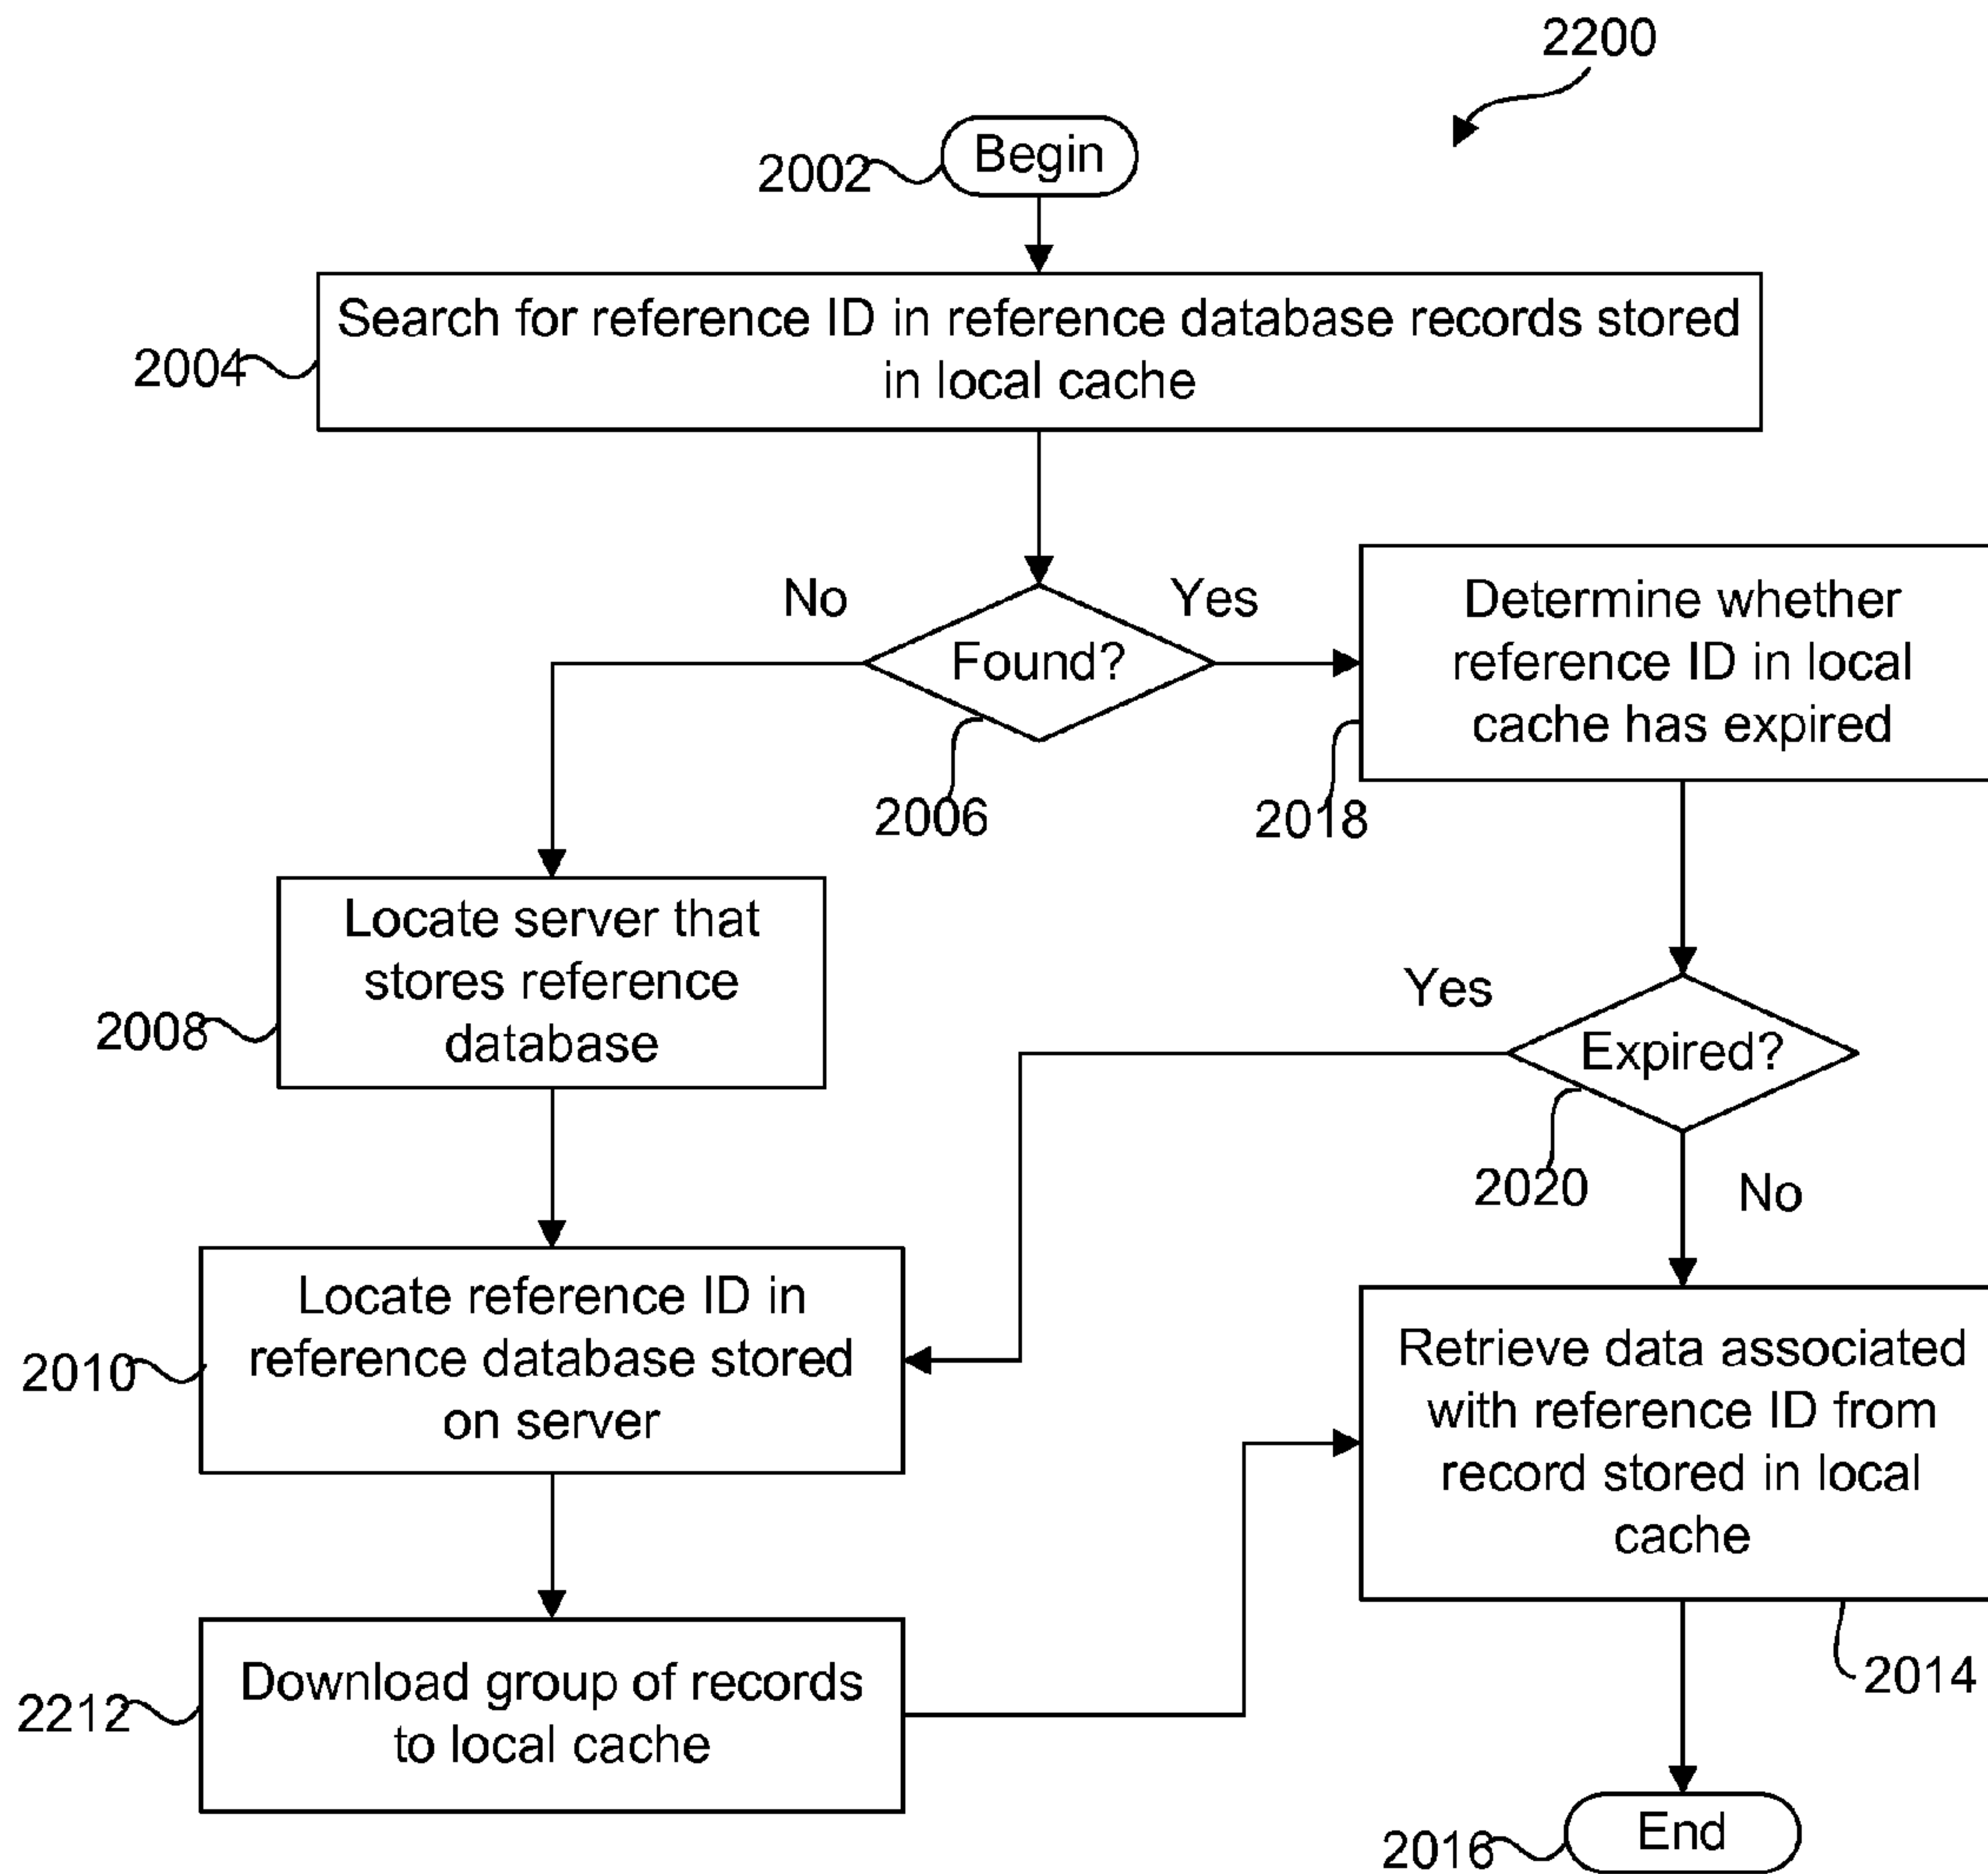 2200
Begin
2002
Search for reference ID in reference database records stored
in local cache
2004
No
Yes
Found?
2006
Determine whether
reference ID in local
cache has expired
2018
Locate server that
stores reference
database
2008
Yes
Expired?
2020
No
Locate reference ID in
reference database stored
on server
2010
Retrieve data associated
with reference ID from
record stored in local
cache
2014
Download group of records
to local cache
2212
End
2016